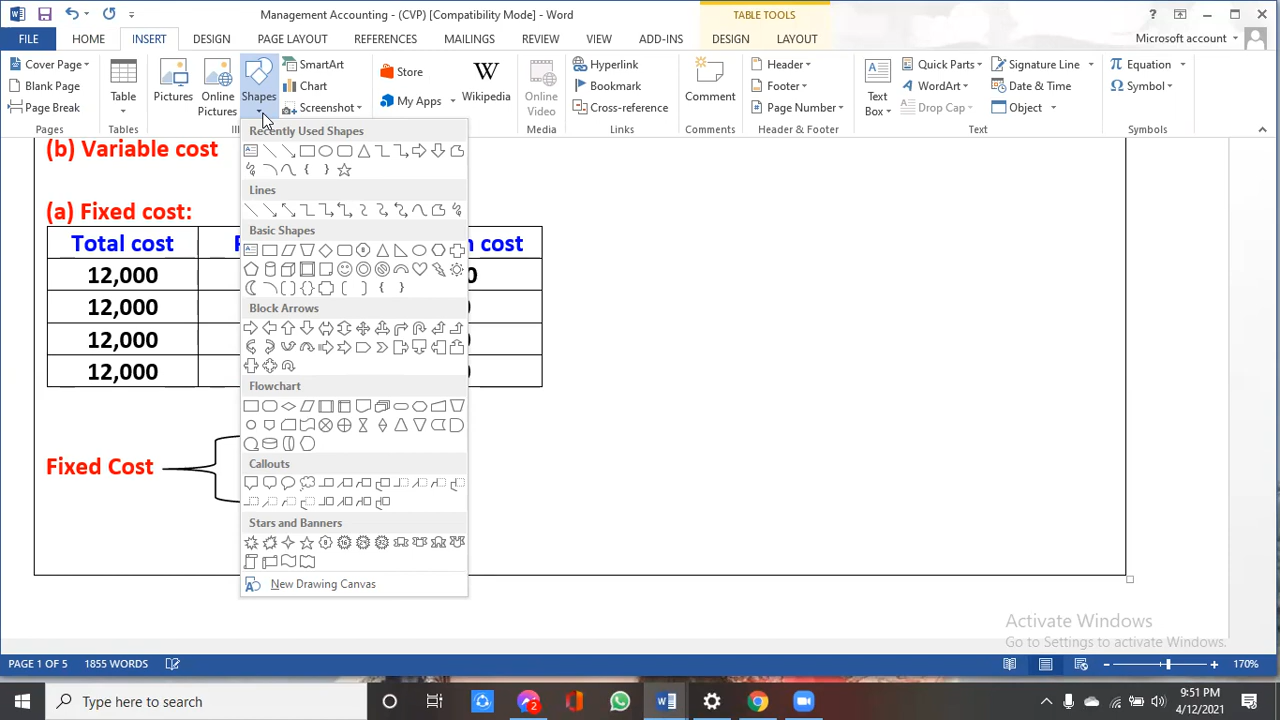 Management Accounting - (CVP) [Compatibility Mode] - Word
TABLE TOOLS
FILE HOME INSERT DESIGN PAGE LAYOUT REFERENCES MAILINGS REVIEW VIEW ADD-INS DESIGN LAYOUT
Microsoft account
Cover Page
Blank Page
Page Break
Pages
Table
Tables
Pictures
Online Pictures
Shapes
SmartArt
Chart
Screenshot
Store
My Apps
Wikipedia
Online Video
Media
Hyperlink
Bookmark
Cross-reference
Links
Comment
Comments
Header
Footer
Page Number
Header & Footer
Text Box
Quick Parts
WordArt
Drop Cap
Signature Line
Date & Time
Object
Text
Equation
Symbol
Symbols
Recently Used Shapes
Lines
Basic Shapes
Block Arrows
Flowchart
Callouts
Stars and Banners
New Drawing Canvas
(b) Variable cost
(a) Fixed cost:
Total cost cost
12,000
12,000
12,000
12,000
Fixed Cost
Activate Windows
Go to Settings to activate Windows.
PAGE 1 OF 5 1855 WORDS 170%
Type here to search
2
9:51 PM
4/12/2021